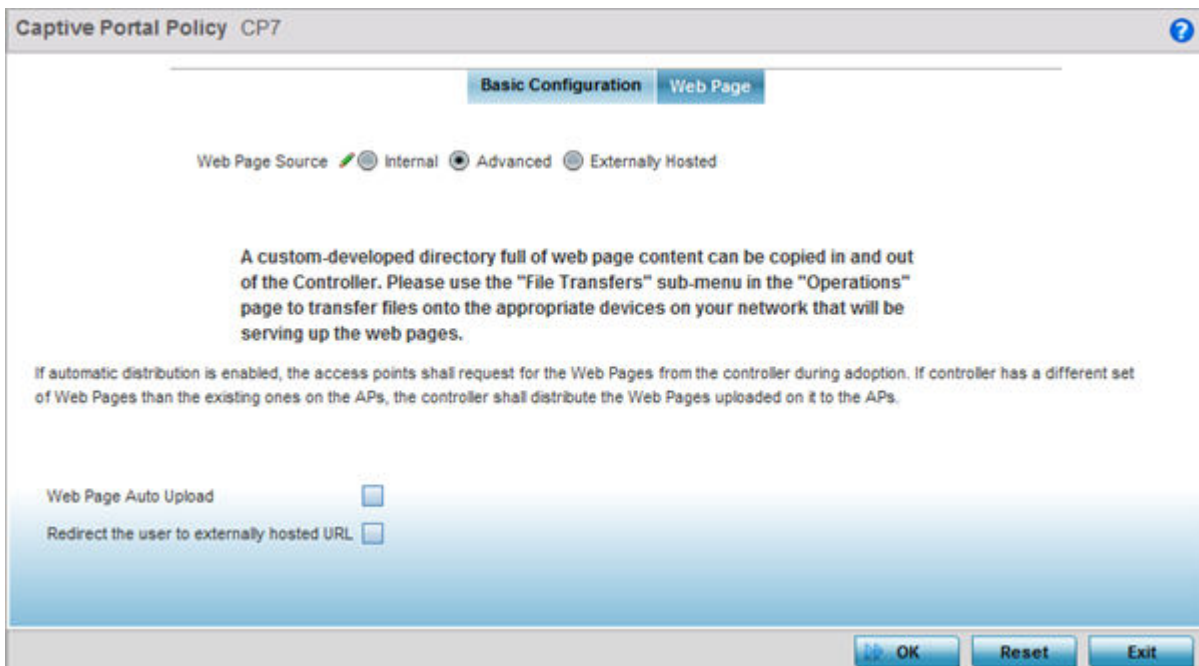 Captive Portal Policy CP7
?
Basic Configuration Web Page
Web Page Source Internal Advanced Externally Hosted
A custom-developed directory full of web page content can be copied in and out
of the Controller. Please use the "File Transfers" sub-menu in the "Operations"
page to transfer files onto the appropriate devices on your network that will be
serving up the web pages.
If automatic distribution is enabled, the access points shall request for the Web Pages from the controller during adoption. If controller has a different set
of Web Pages than the existing ones on the APs, the controller shall distribute the Web Pages uploaded on it to the APs.
Web Page Auto Upload
Redirect the user to externally hosted URL
OK Reset Exit